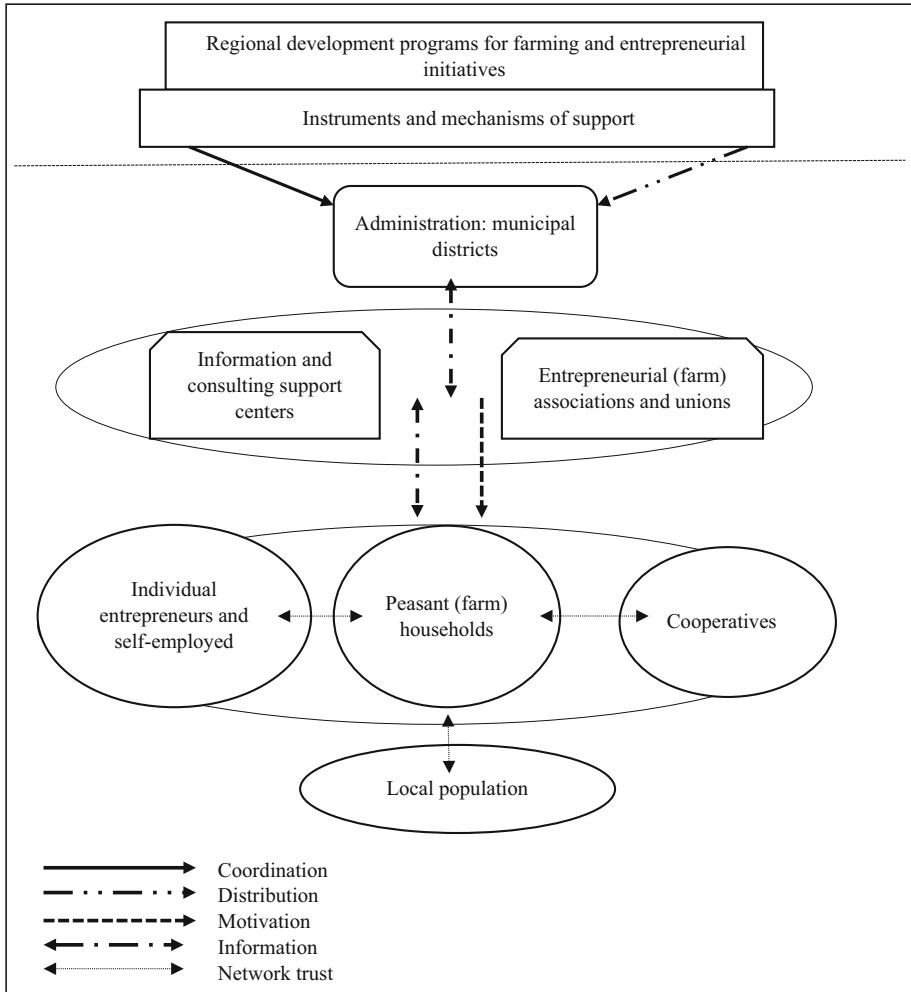 Regional development programs for farming and entrepreneurial
initiatives
Instruments and mechanisms of support
Administration: municipal
districts
Information and
consulting support
centers
Entrepreneurial (farm)
associations and unions
Individual
entrepreneurs and
self-employed
Peasant (farm)
households
Cooperatives
Local population
Coordination
Distribution
Motivation
Information
Network trust